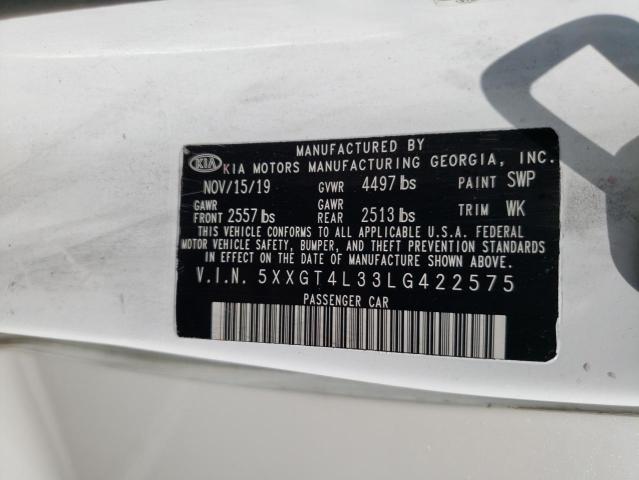 MANUFACTURED BY
KIA KIA MOTORS MANUFACTURING GEORGIA, INC.
NOV/15/19 GVWR 4497 lbs PAINT SWP
GAWR FRONT 2557 lbs GAWR REAR 2513 lbs TRIM WK
THIS VEHICLE CONFORMS TO ALL APPLICABLE U.S.A. FEDERAL
MOTOR VEHICLE SAFETY, BUMPER, AND THEFT PREVENTION STANDARDS
IN EFFECT ON THE DATE OF MANUFACTURE SHOWN ABOVE.
V.I.N. 5XXGT4L33LG422575
PASSENGER CAR